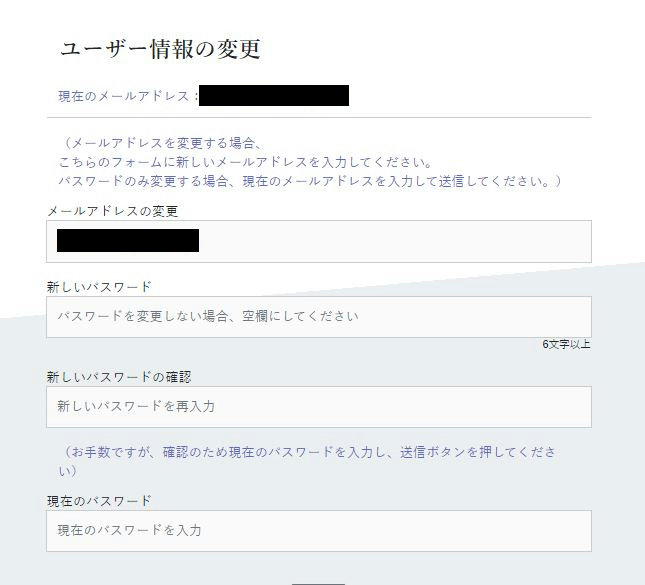 ユーザー情報の変更
現在のメールアドレス：
（メールアドレスを変更する場合、
こちらのフォームに新しいメールアドレスを入力してください。
パスワードのみ変更する場合、現在のメールアドレスを入力して送信してください。）
メールアドレスの変更
新しいパスワード
パスワードを変更しない場合、空欄にしてください
6文字以上
新しいパスワードの確認
新しいパスワードを再入力
（お手数ですが、確認のため現在のパスワードを入力し、送信ボタンを押してくださ
い）
現在のパスワード
現在のパスワードを入力